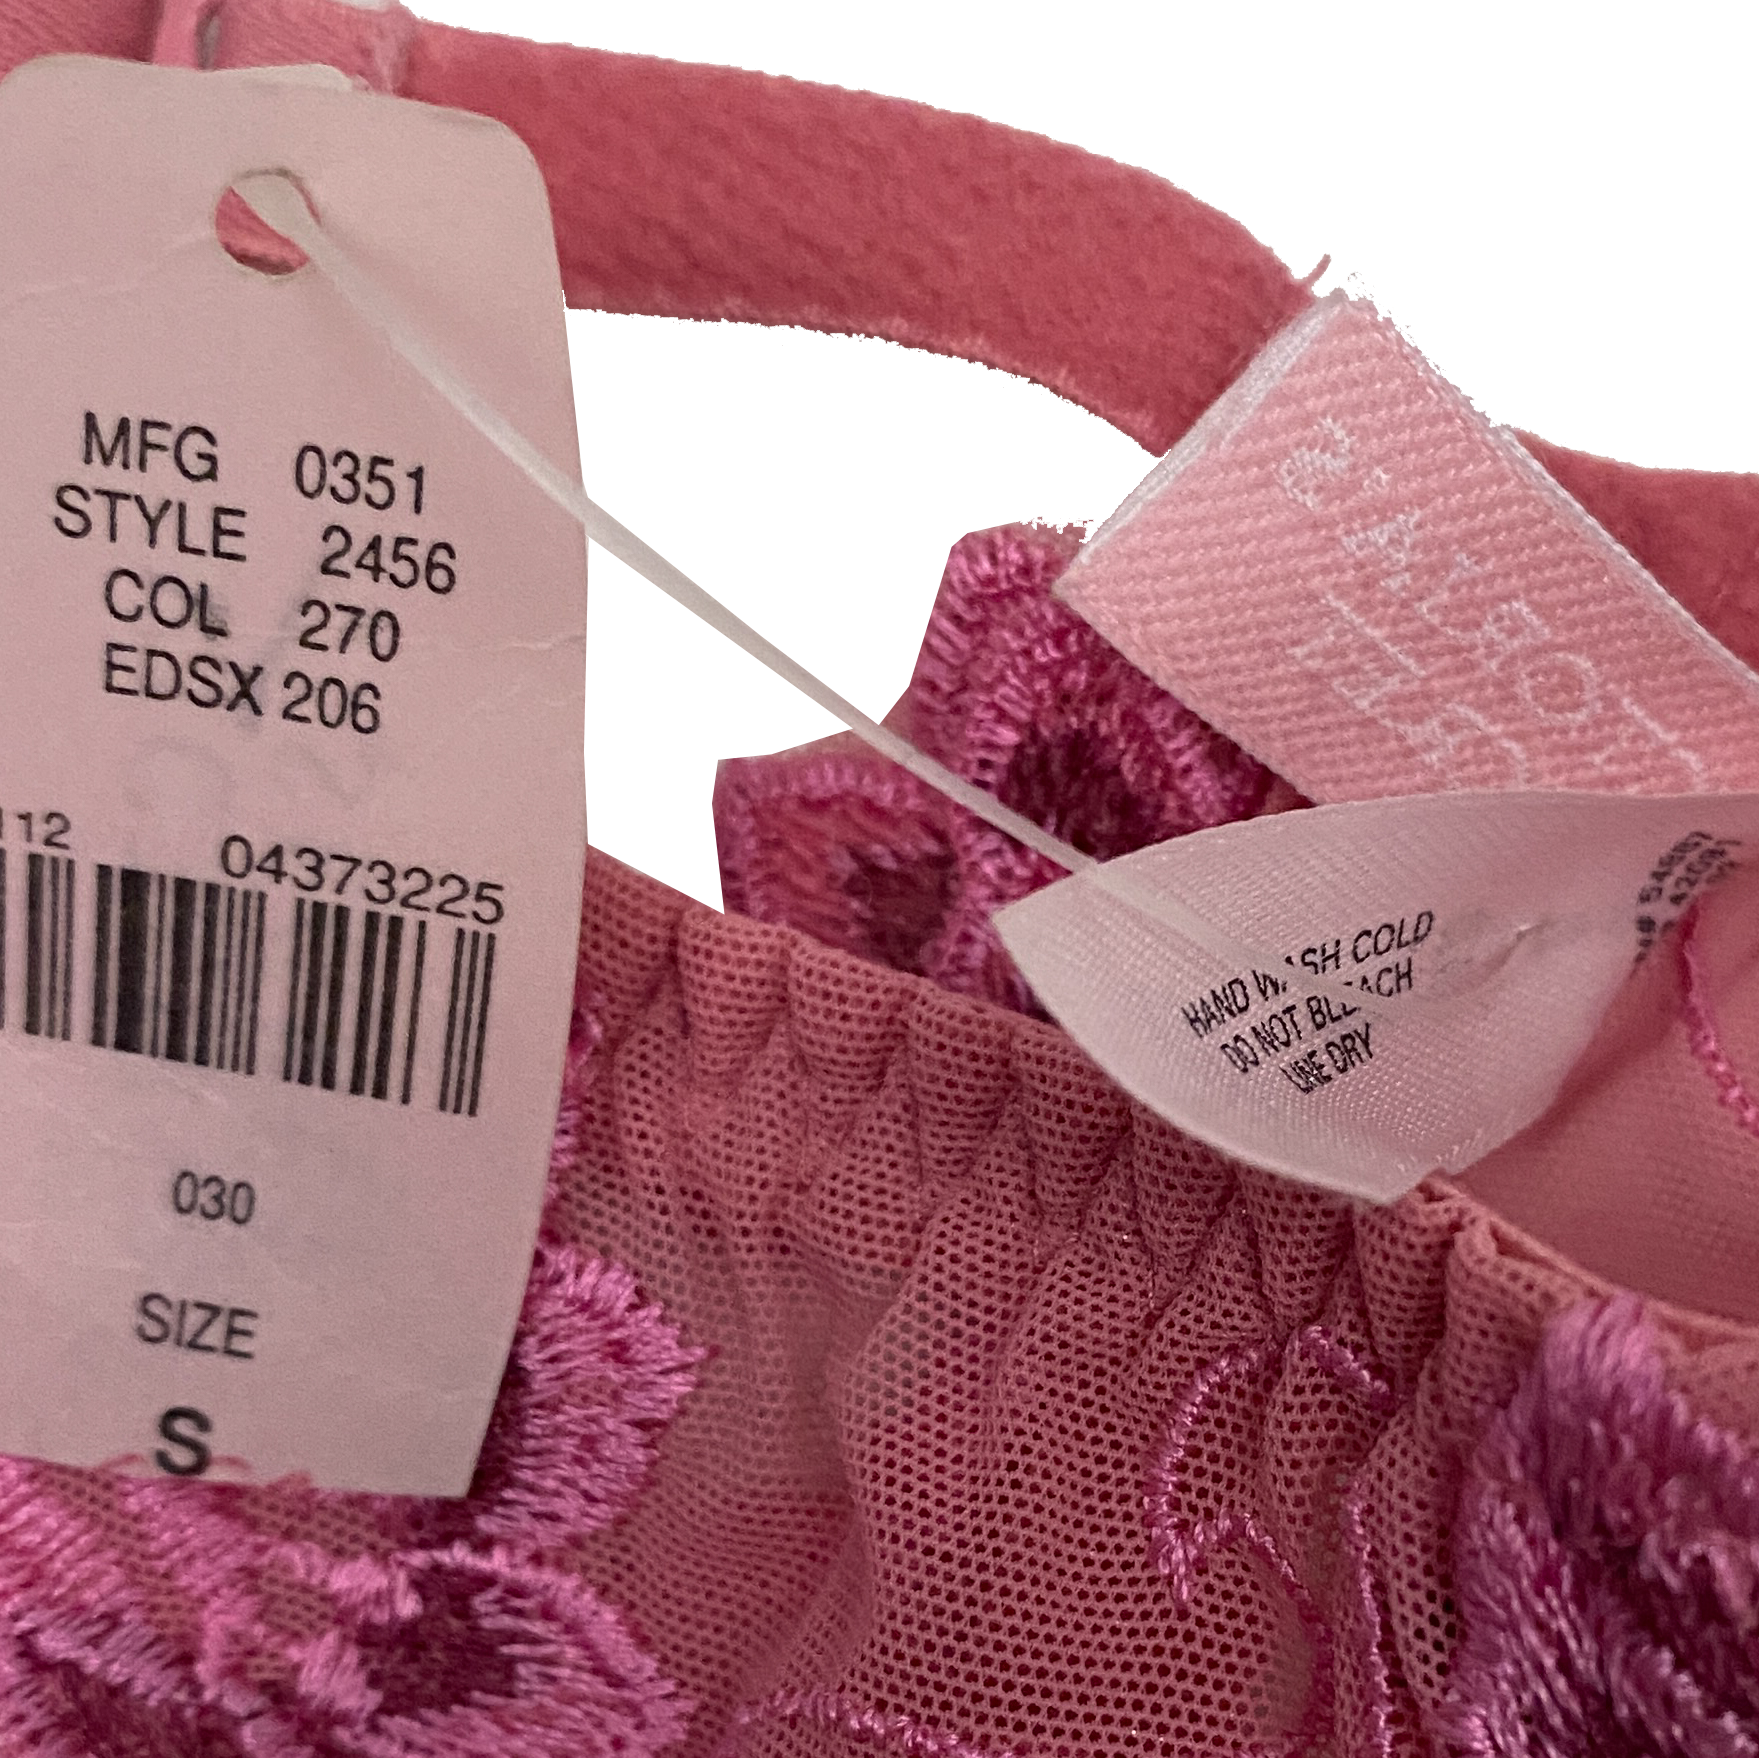 MFG 0351
STYLE 2456
COL 270
EDSX 206
112
04373225
030
SIZE
S
HAND WASH COLD
DO NOT BLEACH
LINE DRY